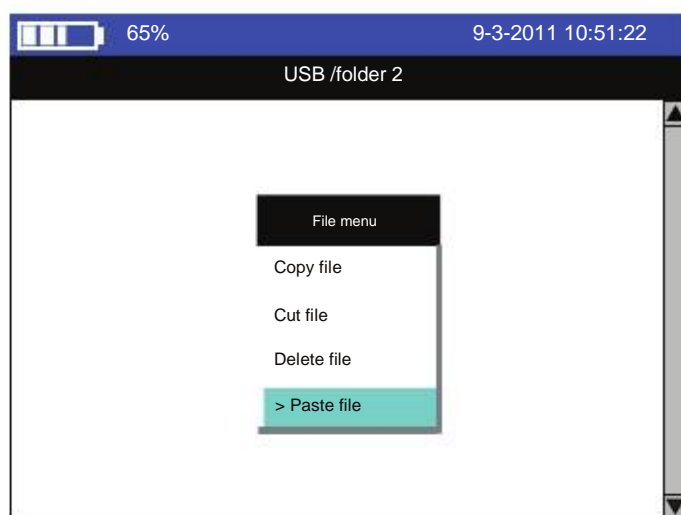 65% 9-3-2011 10:51:22
USB /folder 2
File menu
Copy file
Cut file
Delete file
> Paste file